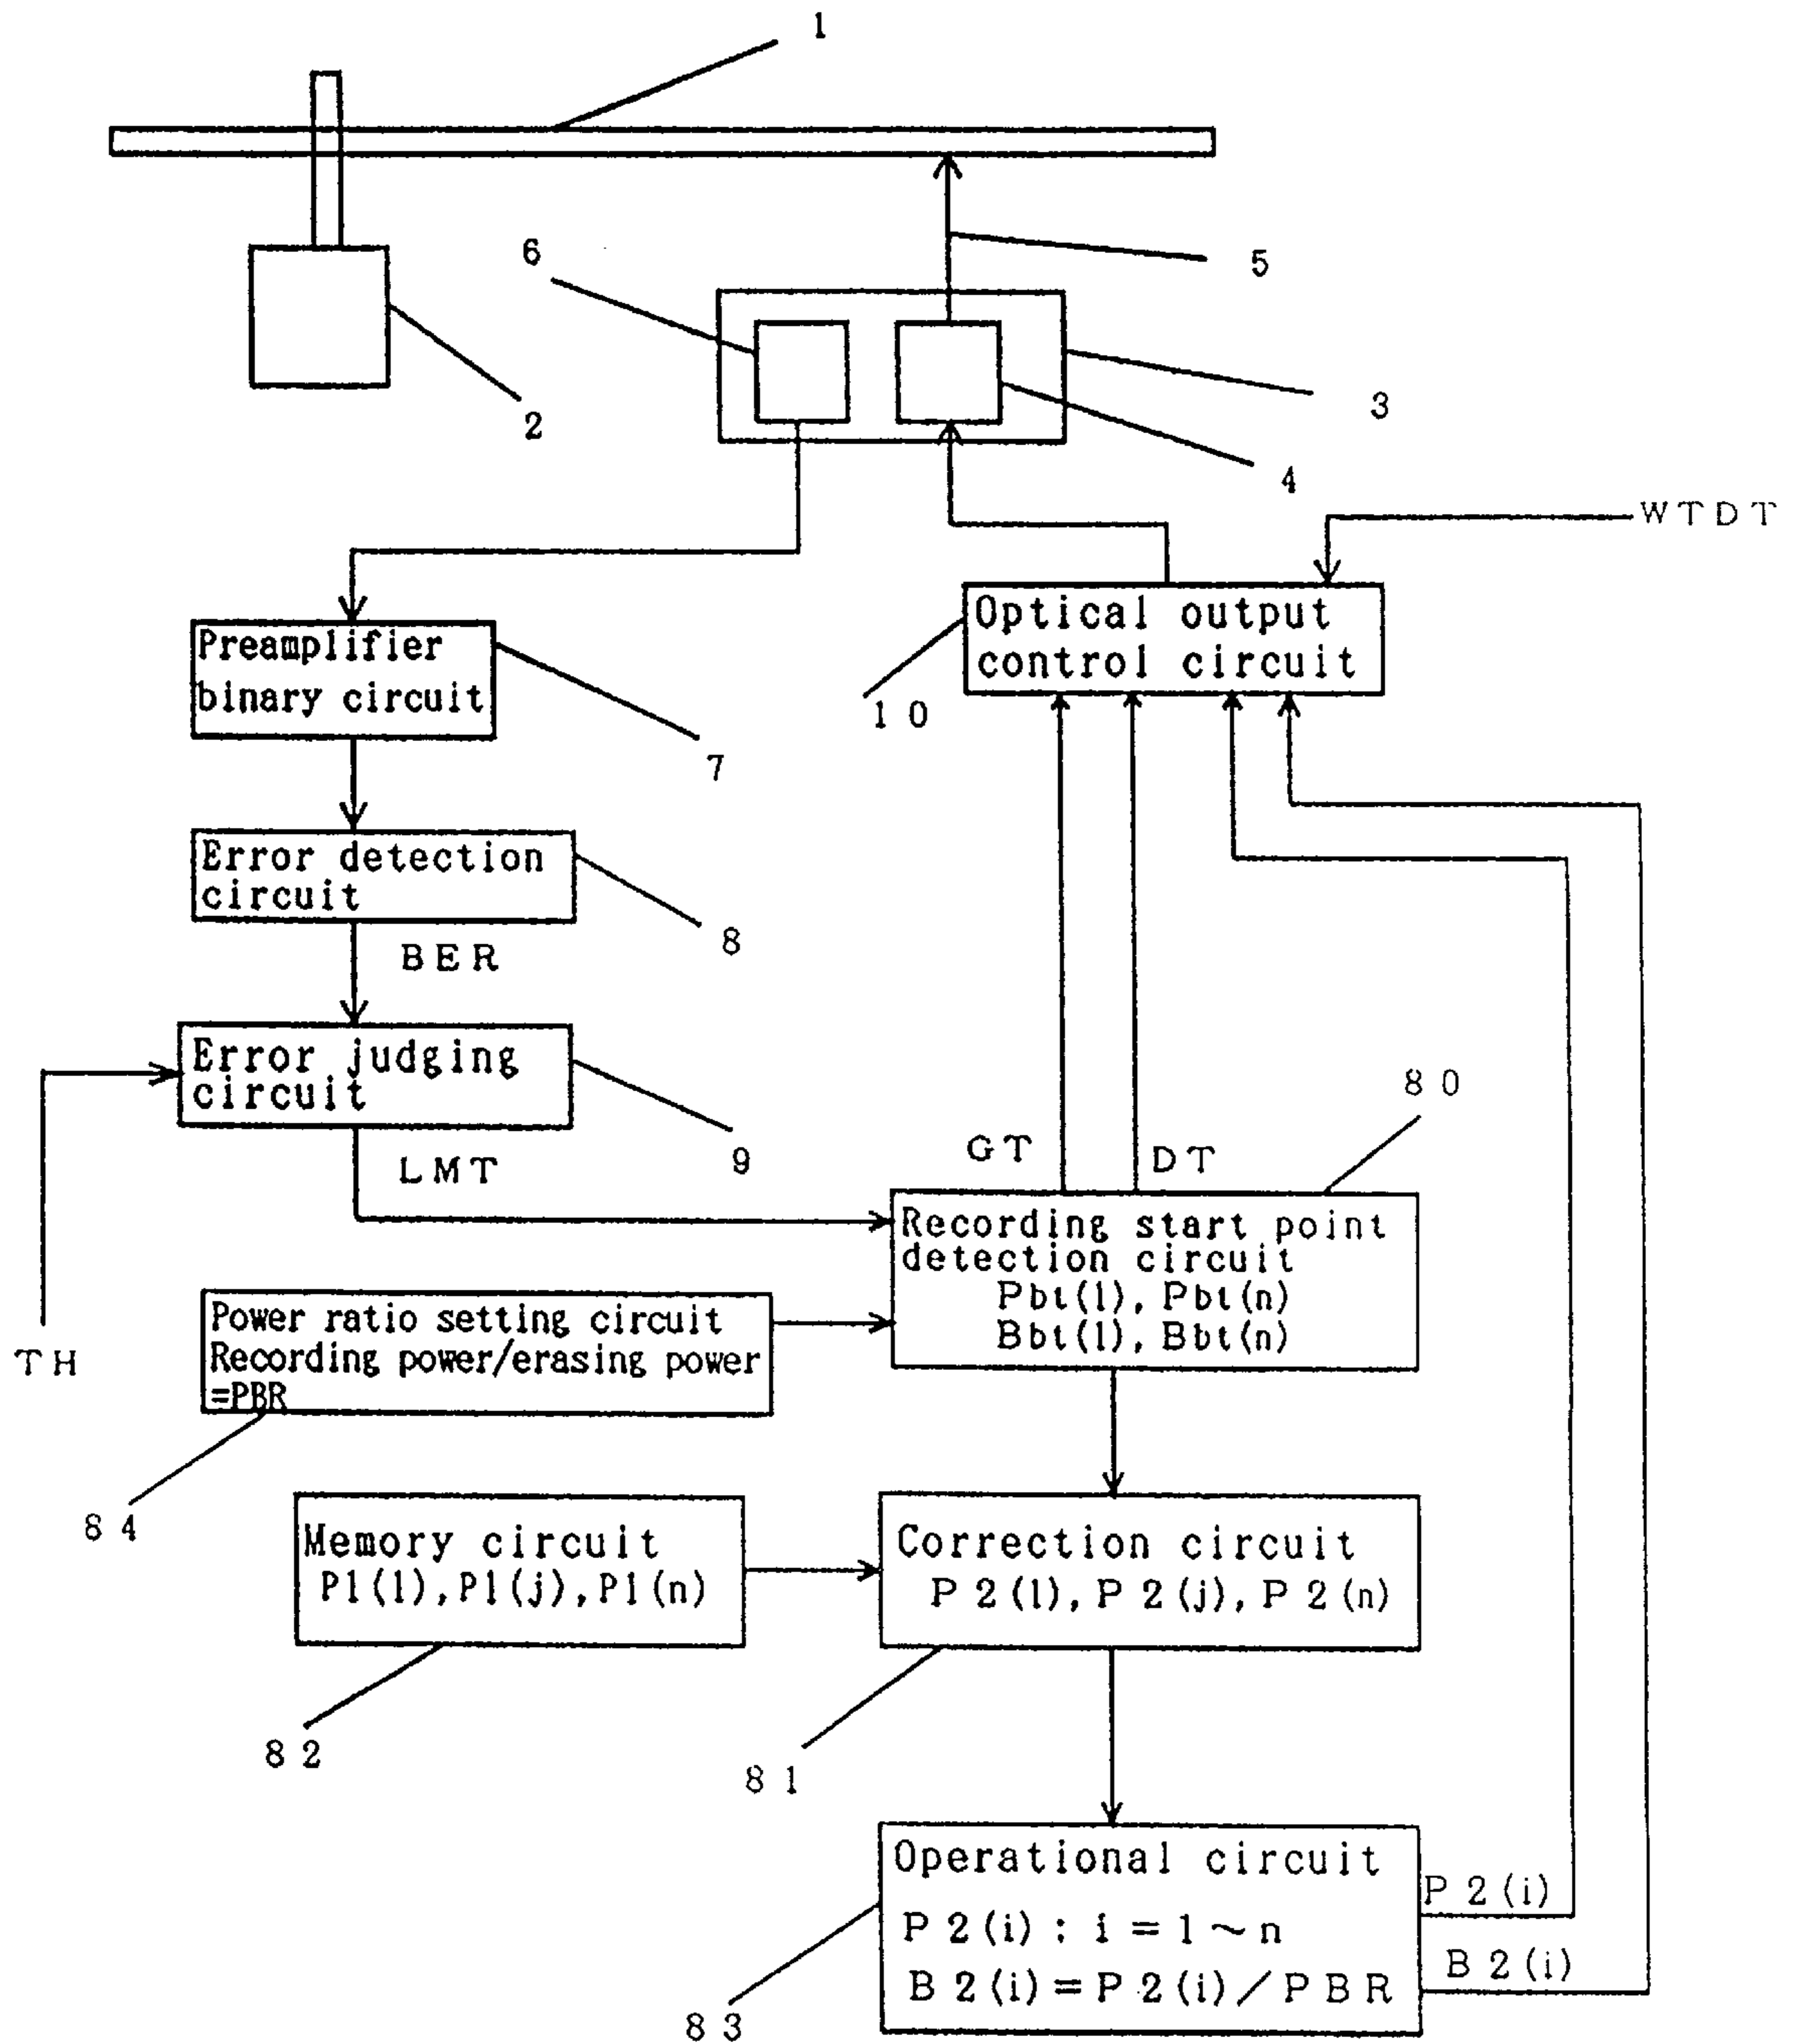 1
6
5
2
3
4
WTDT
Optical output
control circuit
10
Preamplifier
binary circuit
7
Error detection
circuit
8
BER
Error judging
circuit
9
LMT
TH
GT
DT
80
Recording start point
detection circuit
Pbt(1), Pbt(n)
Bbt(1), Bbt(n)
Power ratio setting circuit
Recording power/erasing power
=PBR
84
Memory circuit
P1(1), P1(j), P1(n)
82
Correction circuit
P2(1), P2(j), P2(n)
81
Operational circuit
P2(i) : i = 1 ~ n
B2(i) = P2(i) / PBR
83
P2(i)
B2(i)